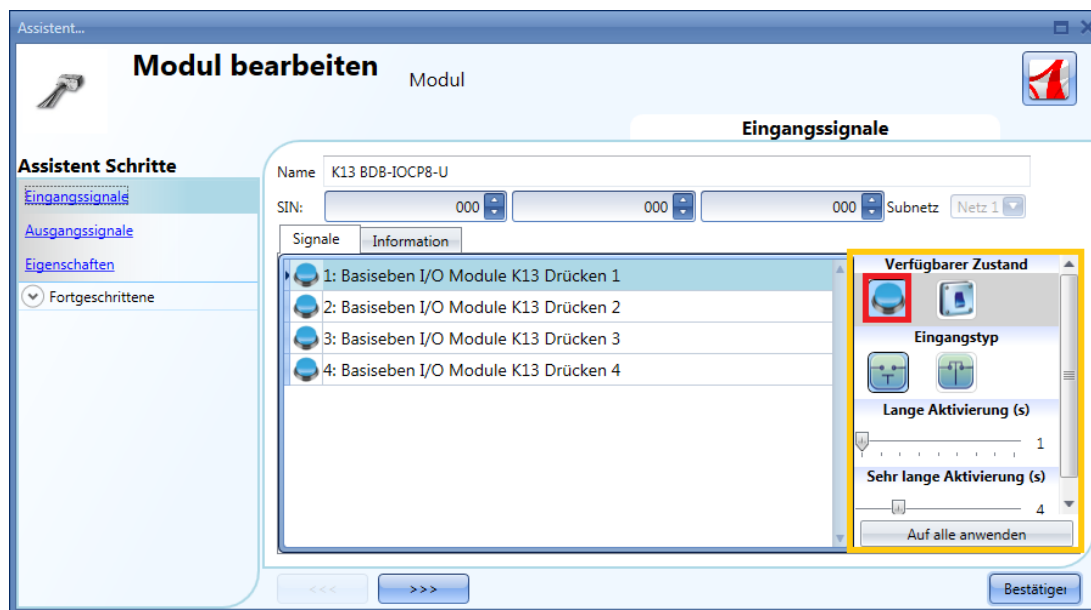 Assistent...
Modul bearbeiten
Modul
Eingangssignale
Assistent Schritte
Eingangssignale
Ausgangssignale
Eigenschaften
Fortgeschrittene
Name K13 BDB-IOCP8-U
SIN: 000 000 000 Subnetz Netz 1
Signale Information
1: Basiseben I/O Module K13 Drücken 1
2: Basiseben I/O Module K13 Drücken 2
3: Basiseben I/O Module K13 Drücken 3
4: Basiseben I/O Module K13 Drücken 4
Verfügbarer Zustand
Eingangstyp
Lange Aktivierung (s)
1
Sehr lange Aktivierung (s)
4
Auf alle anwenden
<<< >>> Bestätiger